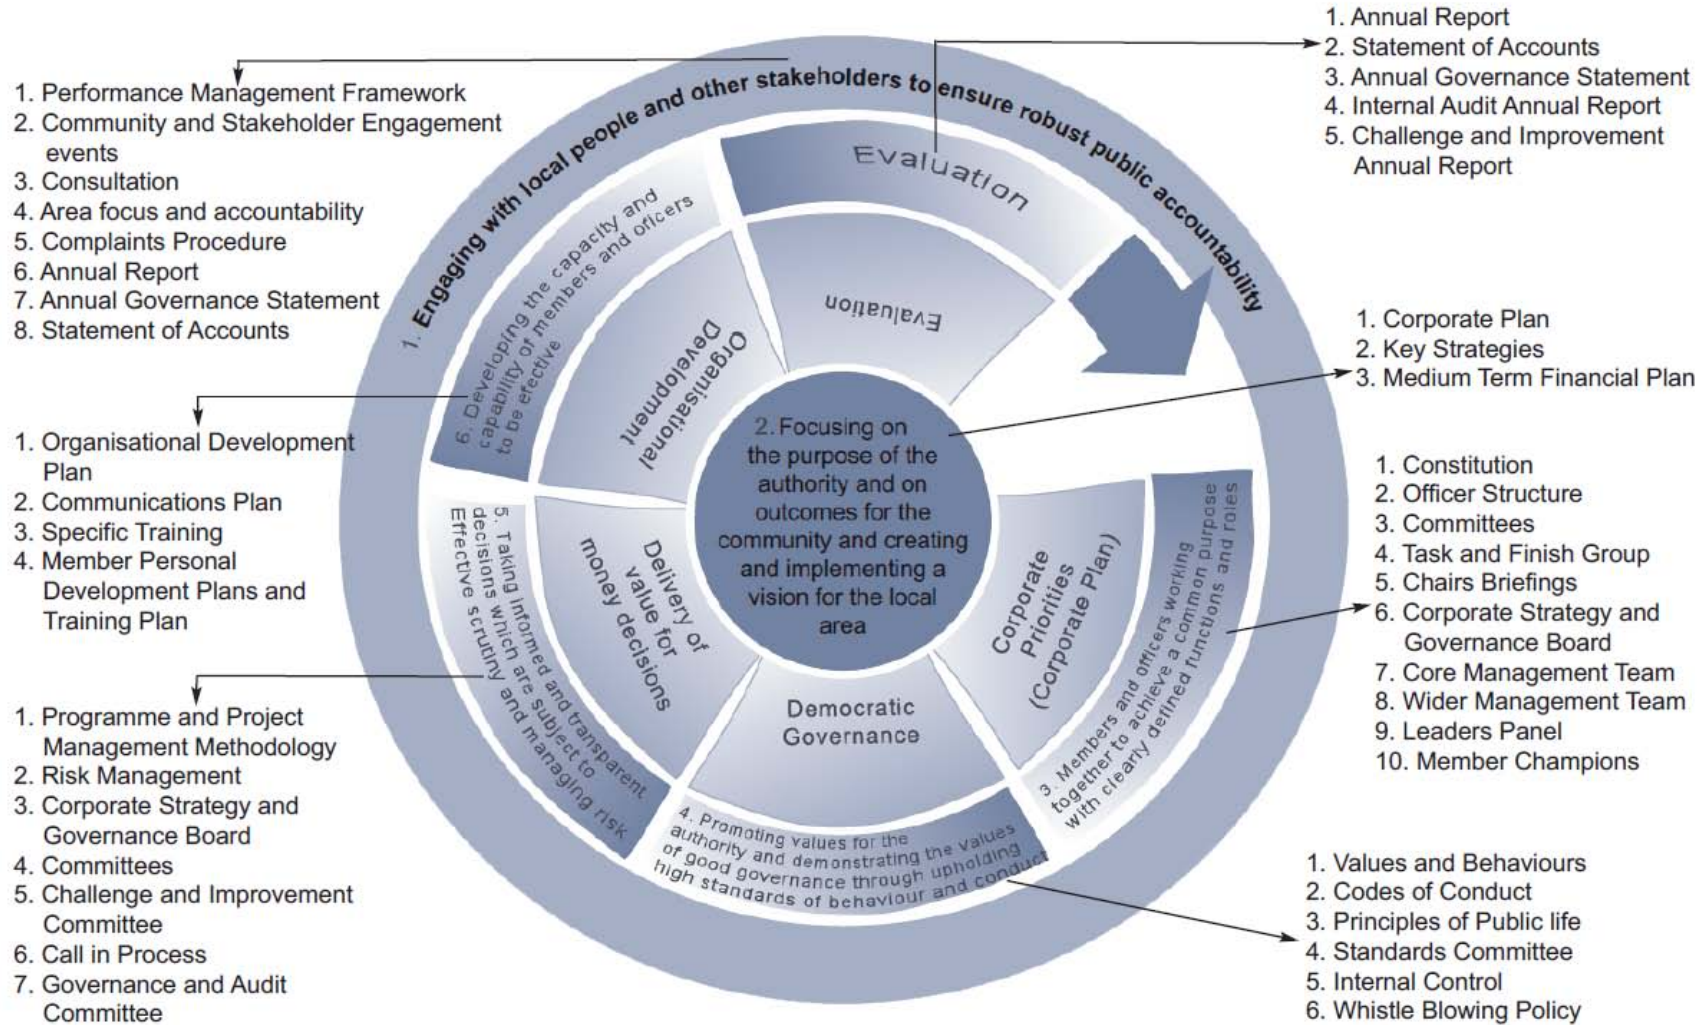 1. Engaging with local people and other stakeholders to ensure robust public accountability
1. Performance Management Framework
2. Community and Stakeholder Engagement
events
3. Consultation
4. Area focus and accountability
5. Complaints Procedure
6. Annual Report
7. Annual Governance Statement
8. Statement of Accounts
Evaluation
Evaluation
1. Annual Report
2. Statement of Accounts
3. Annual Governance Statement
4. Internal Audit Annual Report
5. Challenge and Improvement
Annual Report
2. Focusing on
the purpose of the
authority and on
outcomes for the
community and creating
and implementing a
vision for the local
area
1. Corporate Plan
2. Key Strategies
3. Medium Term Financial Plan
Corporate
Priorities
(Corporate Plan)
3. Members and officers working
together to achieve a common purpose
with clearly defined functions and roles
1. Constitution
2. Officer Structure
3. Committees
4. Task and Finish Group
5. Chairs Briefings
6. Corporate Strategy and
Governance Board
7. Core Management Team
8. Wider Management Team
9. Leaders Panel
10. Member Champions
Democratic
Governance
4. Promoting values for the
authority and demonstrating the values
of good governance through upholding
high standards of behaviour and conduct
1. Values and Behaviours
2. Codes of Conduct
3. Principles of Public life
4. Standards Committee
5. Internal Control
6. Whistle Blowing Policy
Delivery of
value for
money decisions
5. Taking informed and transparent
decisions which are subject to
Effective scrutiny and managing risk
1. Programme and Project
Management Methodology
2. Risk Management
3. Corporate Strategy and
Governance Board
4. Committees
5. Challenge and Improvement
Committee
6. Call in Process
7. Governance and Audit
Committee
Organisational
Development
6. Developing the capacity and
capability of members and oficers
to be efective
1. Organisational Development
Plan
2. Communications Plan
3. Specific Training
4. Member Personal
Development Plans and
Training Plan